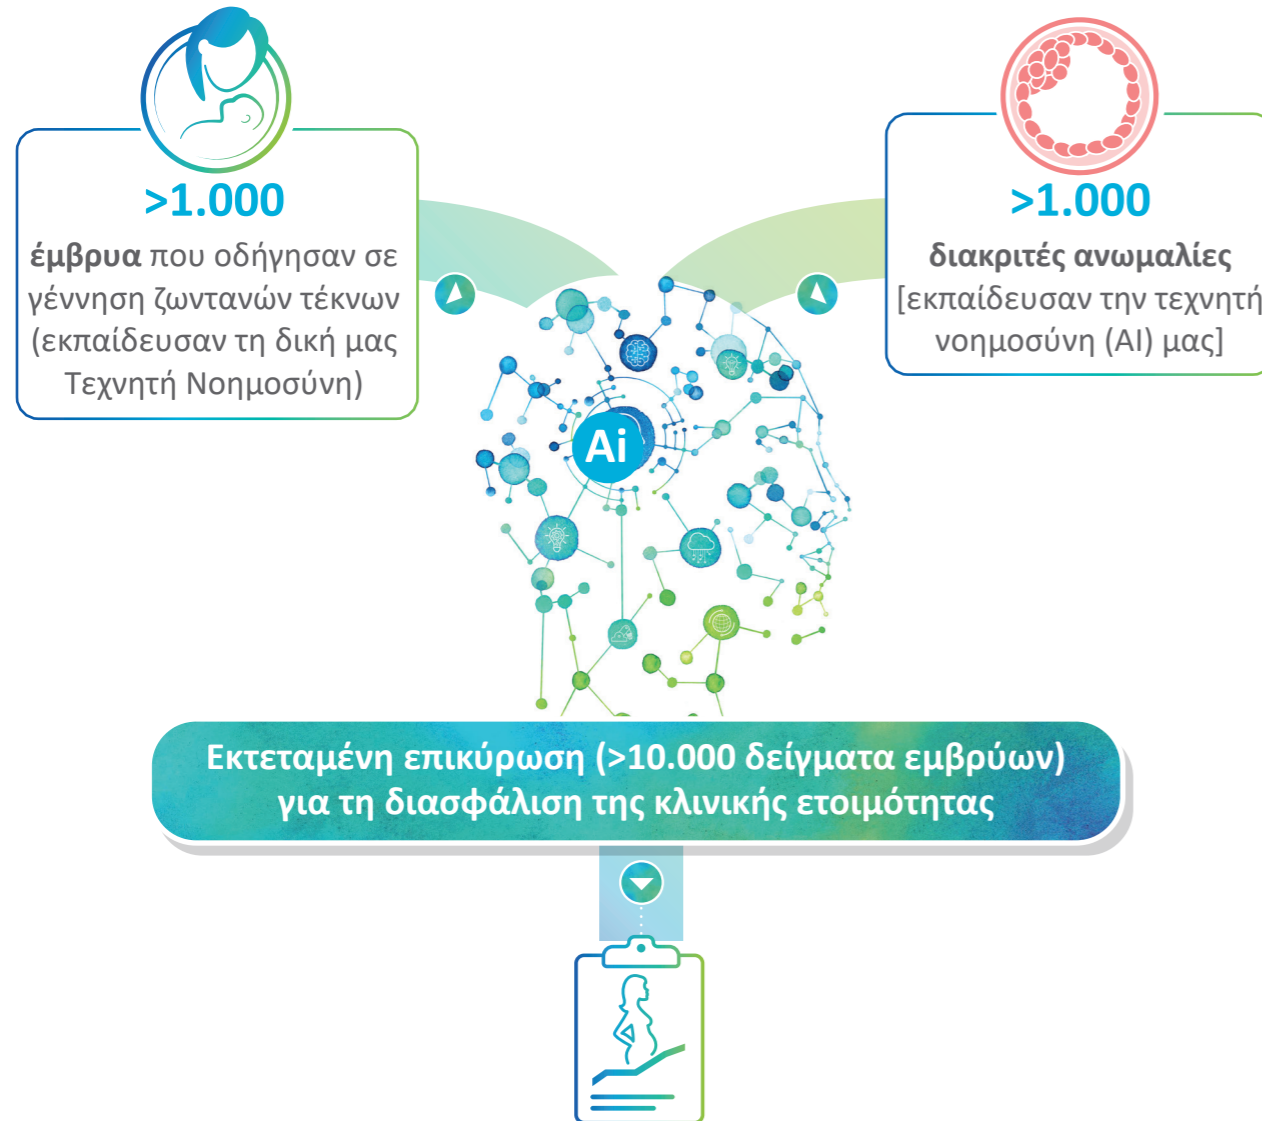 >1.000
έμβρυα που οδήγησαν σε
γέννηση ζωντανών τέκνων
(εκπαίδευσαν τη δική μας
Τεχνητή Νοημοσύνη)
>1.000
διακριτές ανωμαλίες
[εκπαίδευσαν την τεχνητή
νοημοσύνη (AI) μας]
Ai
Εκτεταμένη επικύρωση (>10.000 δείγματα εμβρύων)
για τη διασφάλιση της κλινικής ετοιμότητας